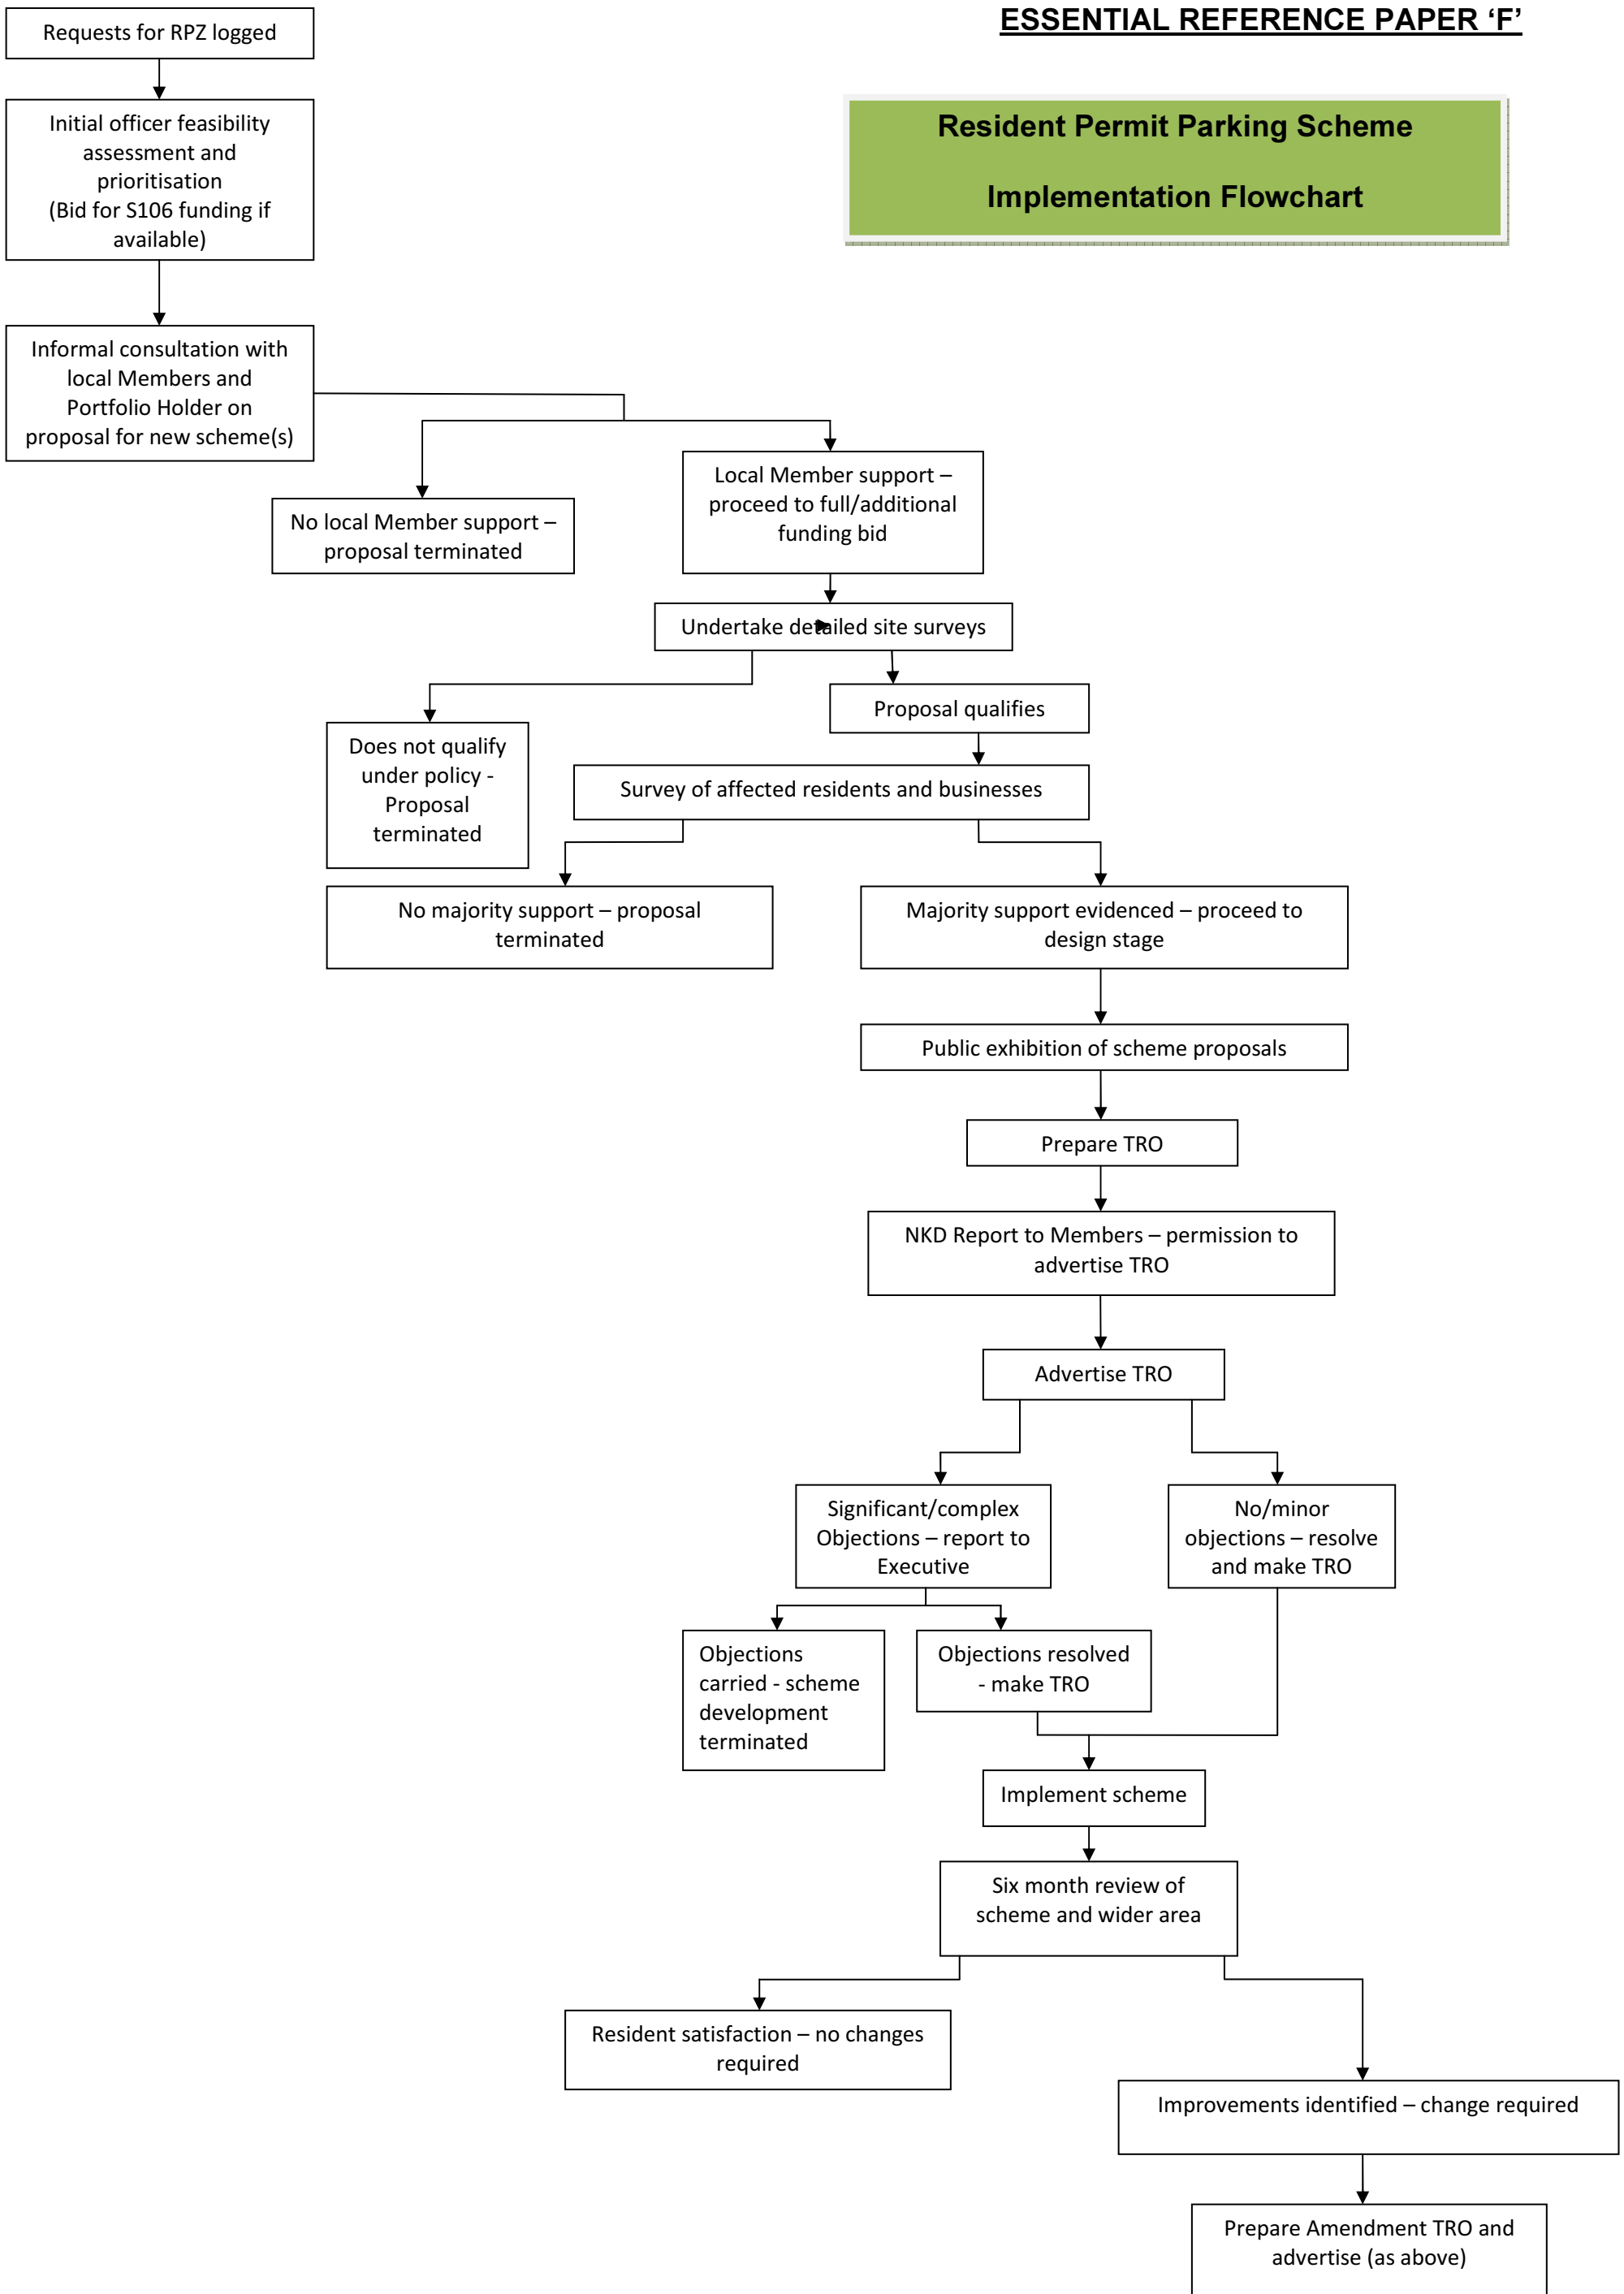 ESSENTIAL REFERENCE PAPER ‘F’
Resident Permit Parking Scheme
Implementation Flowchart
Requests for RPZ logged
Initial officer feasibility
assessment and
prioritisation
(Bid for S106 funding if
available)
Informal consultation with
local Members and
Portfolio Holder on
proposal for new scheme(s)
No local Member support –
proposal terminated
Local Member support –
proceed to full/additional
funding bid
Undertake detailed site surveys
Does not qualify
under policy -
Proposal
terminated
Proposal qualifies
Survey of affected residents and businesses
No majority support – proposal
terminated
Majority support evidenced – proceed to
design stage
Public exhibition of scheme proposals
Prepare TRO
NKD Report to Members – permission to
advertise TRO
Advertise TRO
Significant/complex
Objections – report to
Executive
No/minor
objections – resolve
and make TRO
Objections
carried - scheme
development
terminated
Objections resolved
- make TRO
Implement scheme
Six month review of
scheme and wider area
Resident satisfaction – no changes
required
Improvements identified – change required
Prepare Amendment TRO and
advertise (as above)